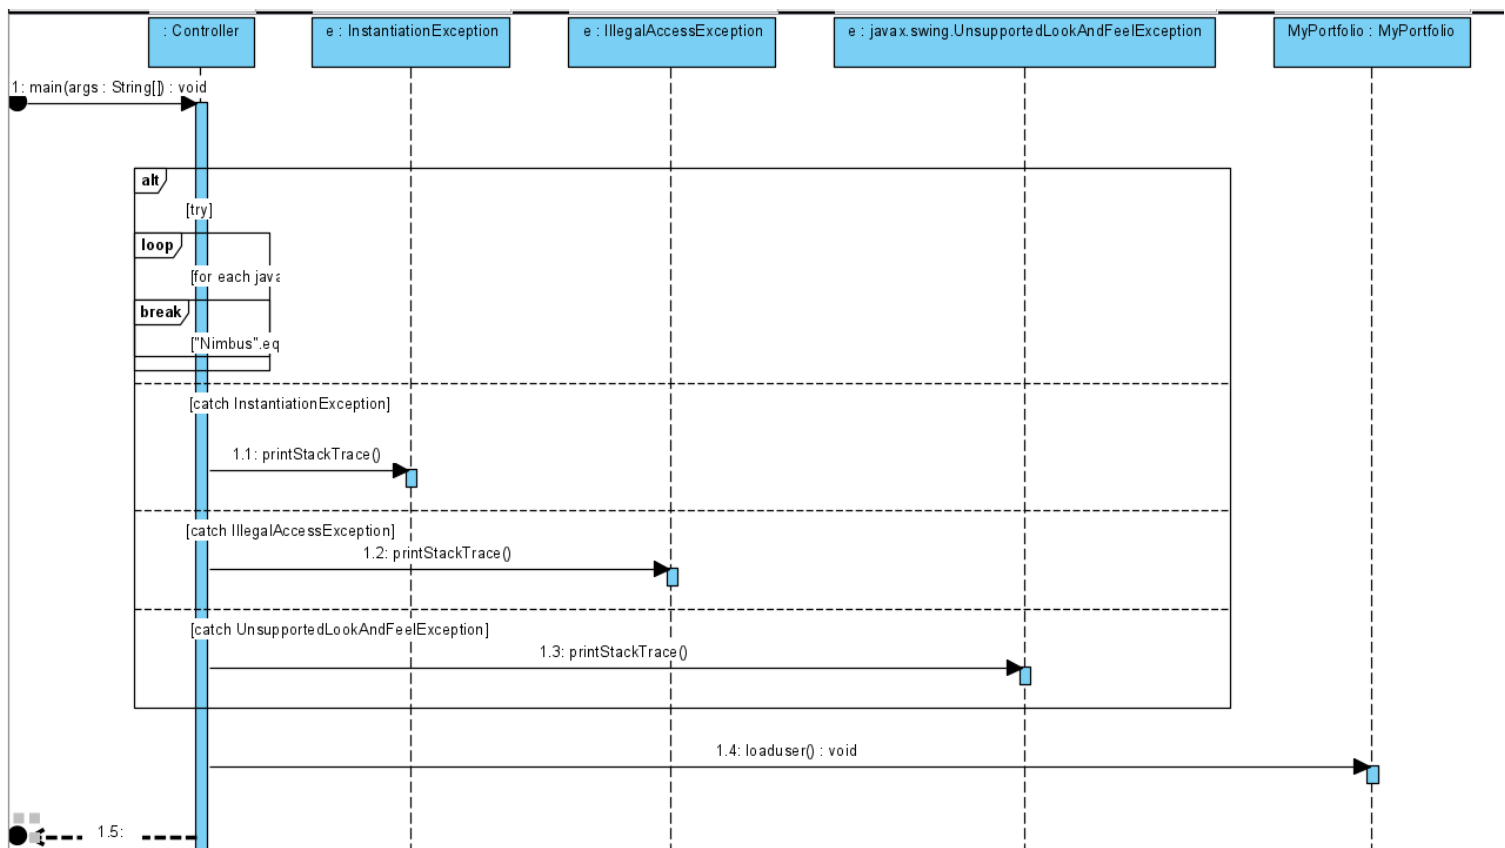 : Controller
e : InstantiationException
e : IllegalAccessException
e : javax.swing.UnsupportedLookAndFeelException
MyPortfolio : MyPortfolio
1: main(args : String[]) : void
alt
[try]
loop
[for each java
break
["Nimbus".eq
[catch InstantiationException]
1.1: printStackTrace()
[catch IllegalAccessException]
1.2: printStackTrace()
[catch UnsupportedLookAndFeelException]
1.3: printStackTrace()
1.4: loaduser() : void
1.5: